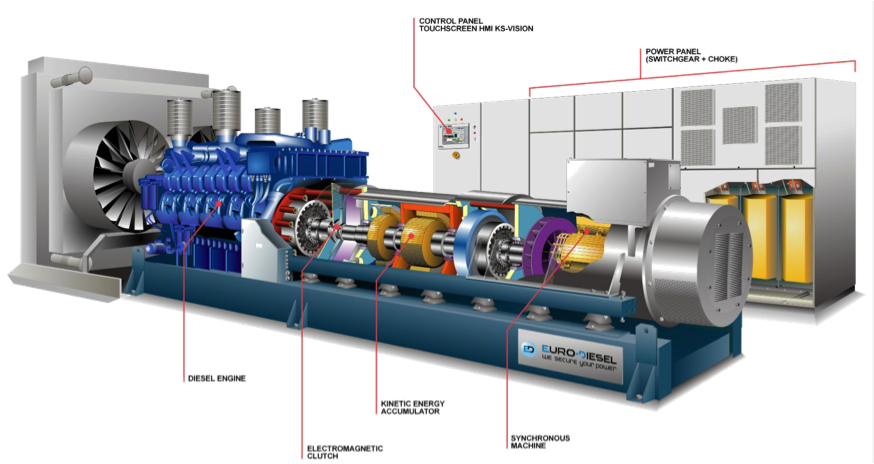 CONTROL PANEL
TOUCHSCREEN HMI KS-VISION
POWER PANEL
(SWITCHGEAR + CHOKE)
EURO-DIESEL
WE SECURE YOUR POWER
DIESEL ENGINE
KINETIC ENERGY
ACCUMULATOR
SYNCHRONOUS
MACHINE
ELECTROMAGNETIC
CLUTCH